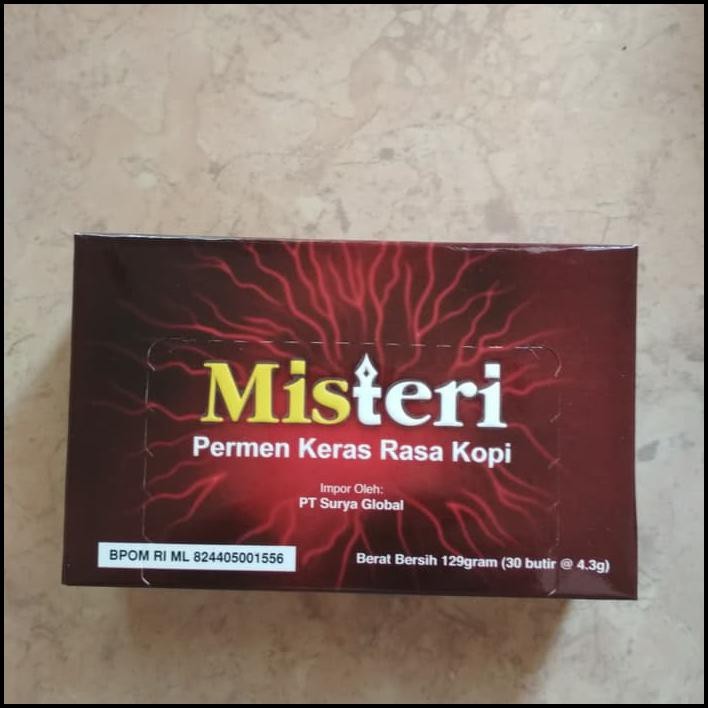 Misteri
Permen Keras Rasa Kopi
Impor Oleh:
PT Surya Global
BPOM RI ML 824405001556
Berat Bersih 129gram (30 butir @ 4.3g)